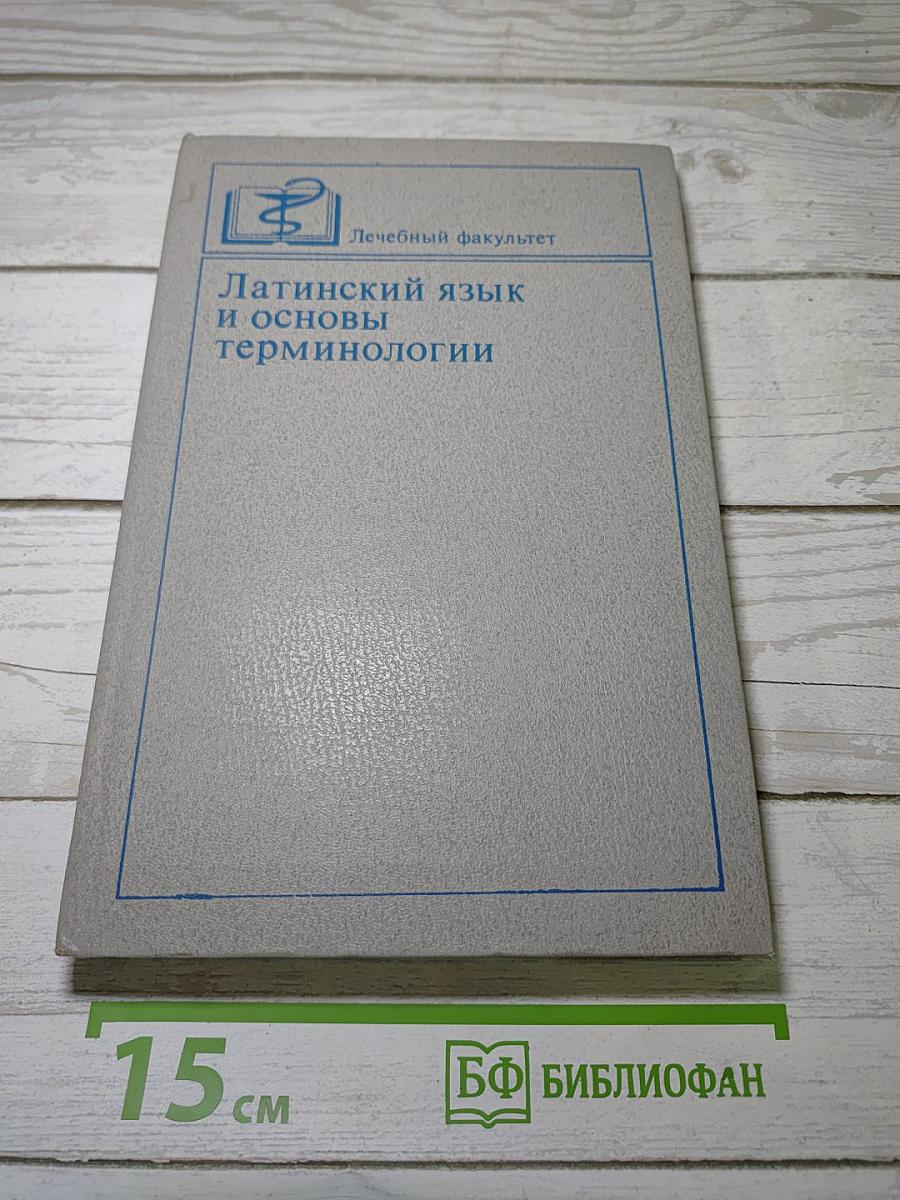 Лечебный факультет
Латинский язык
и основы
терминологии
15 см
БФ БИБЛИОФАН